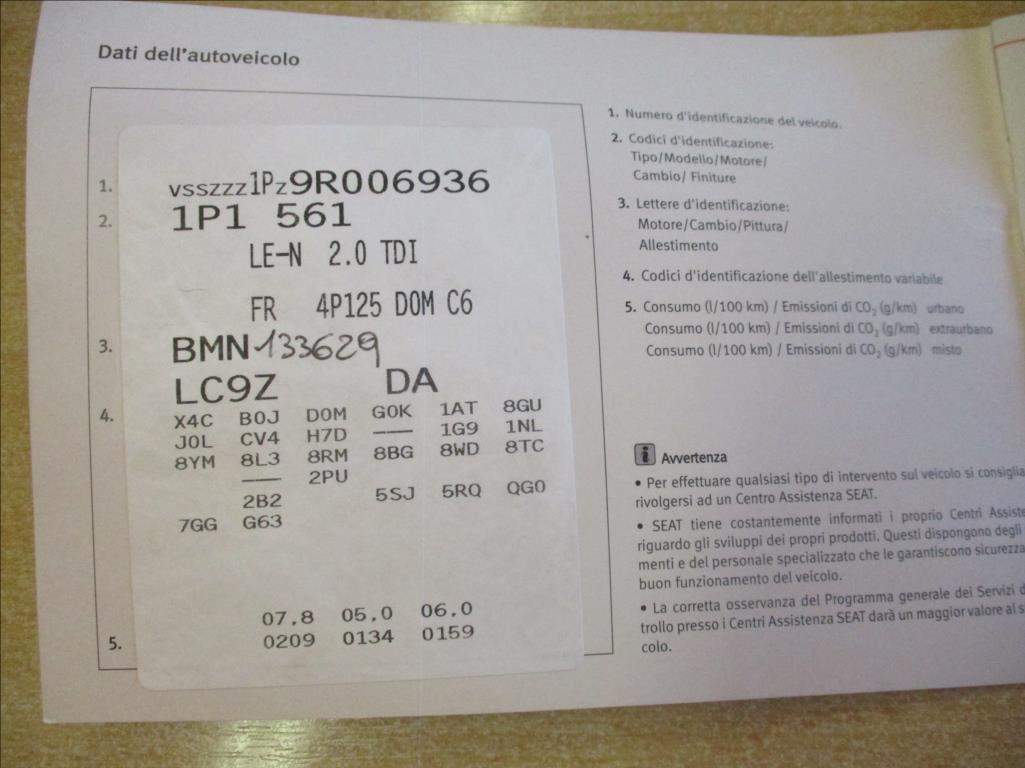 Dati dell'autoveicolo
1. vsszzz1Pz9R006936
2. 1P1 561
LE-N 2.0 TDI
FR 4P125 DOM C6
3. BMN-133629
LC9Z DA
4. X4C B0J D0M G0K 1AT 8GU
J0L CV4 H7D —— 1G9 1NL
8YM 8L3 8RM 8BG 8WD 8TC
—— 2PU
2B2 5SJ 5RQ QG0
7GG G63
07.8 05.0 06.0
5. 0209 0134 0159
1. Numero d'identificazione del veicolo.
2. Codici d'identificazione:
Tipo/Modello/Motore/
Cambio/ Finiture
3. Lettere d'identificazione:
Motore/Cambio/Pittura/
Allestimento
4. Codici d'identificazione dell'allestimento variabile
5. Consumo (l/100 km) / Emissioni di CO₂ (g/km) urbano
Consumo (l/100 km) / Emissioni di CO₂ (g/km) extraurbano
Consumo (l/100 km) / Emissioni di CO₂ (g/km) misto
i Avvertenza
• Per effettuare qualsiasi tipo di intervento sul veicolo si consiglia
rivolgersi ad un Centro Assistenza SEAT.
• SEAT tiene costantemente informati i proprio Centri Assiste
riguardo gli sviluppi dei propri prodotti. Questi dispongono degli
menti e del personale specializzato che le garantiscono sicurezza
buon funzionamento del veicolo.
• La corretta osservanza del Programma generale dei Servizi d
trollo presso i Centri Assistenza SEAT darà un maggior valore al s
colo.